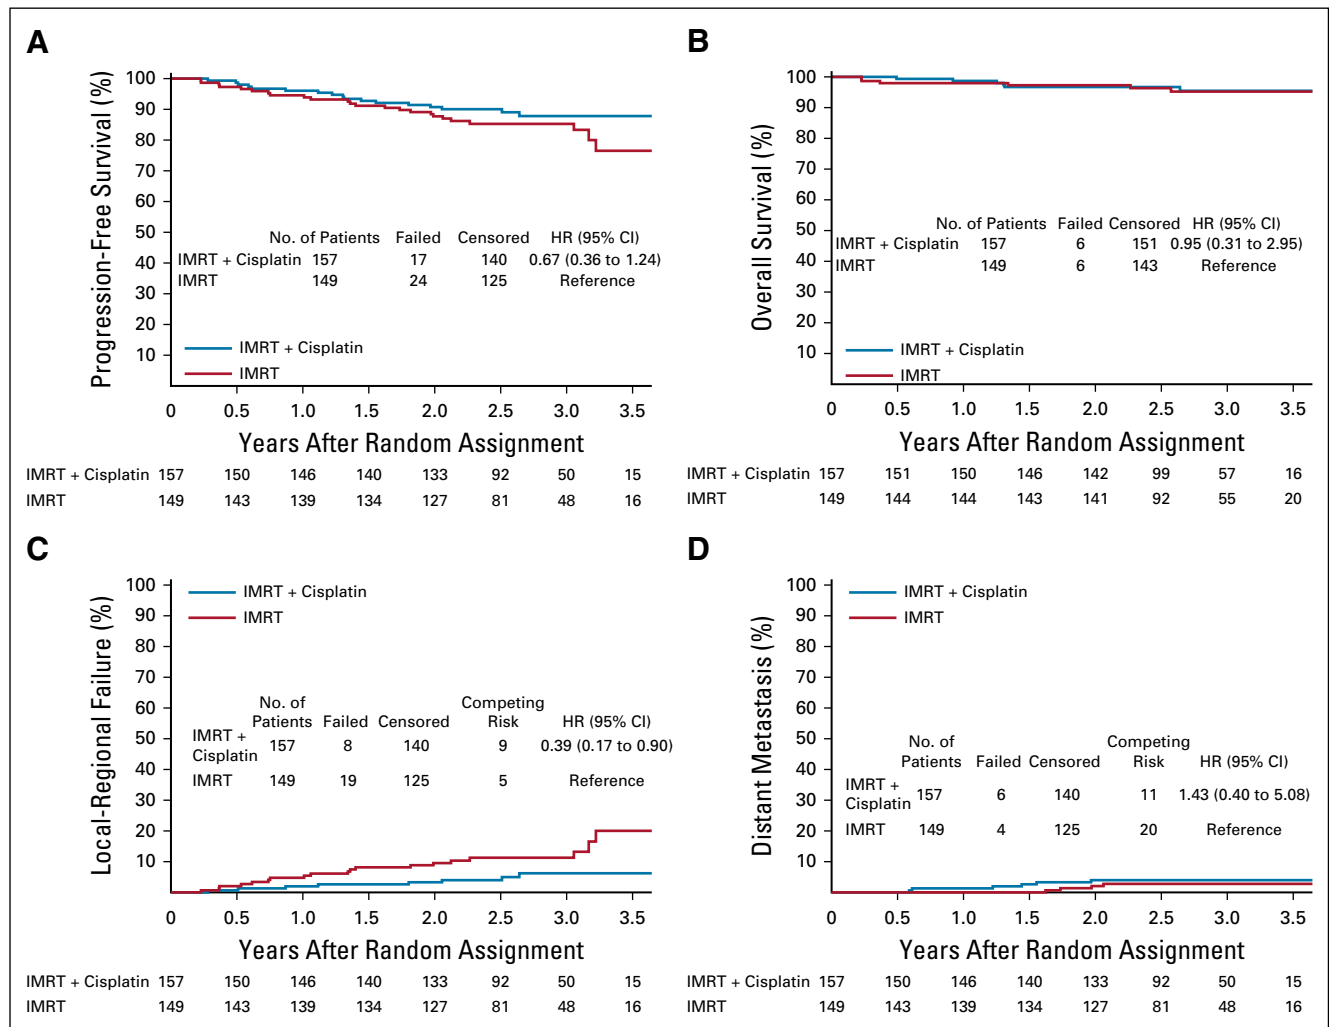 A
Progression-Free Survival (%)
100
90
80
70
60
50
40
30
20
10
No. of Patients Failed Censored HR (95% CI)
IMRT + Cisplatin 157 17 140 0.67 (0.36 to 1.24)
IMRT 149 24 125 Reference
IMRT + Cisplatin
IMRT
0 0.5 1.0 1.5 2.0 2.5 3.0 3.5
Years After Random Assignment
IMRT + Cisplatin 157 150 146 140 133 92 50 15
IMRT 149 143 139 134 127 81 48 16
B
Overall Survival (%)
100
90
80
70
60
50
40
30
20
10
No. of Patients Failed Censored HR (95% CI)
IMRT + Cisplatin 157 6 151 0.95 (0.31 to 2.95)
IMRT 149 6 143 Reference
IMRT + Cisplatin
IMRT
0 0.5 1.0 1.5 2.0 2.5 3.0 3.5
Years After Random Assignment
IMRT + Cisplatin 157 151 150 146 142 99 57 16
IMRT 149 144 144 143 141 92 55 20
C
Local-Regional Failure (%)
100
90
80
70
60
50
40
30
20
10
IMRT + Cisplatin
IMRT
No. of Competing
Patients Failed Censored Risk HR (95% CI)
IMRT +
Cisplatin 157 8 140 9 0.39 (0.17 to 0.90)
IMRT 149 19 125 5 Reference
0 0.5 1.0 1.5 2.0 2.5 3.0 3.5
Years After Random Assignment
IMRT + Cisplatin 157 150 146 140 133 92 50 15
IMRT 149 143 139 134 127 81 48 16
D
Distant Metastasis (%)
100
90
80
70
60
50
40
30
20
10
IMRT + Cisplatin
IMRT
No. of Competing
Patients Failed Censored Risk HR (95% CI)
IMRT +
Cisplatin 157 6 140 11 1.43 (0.40 to 5.08)
IMRT 149 4 125 20 Reference
0 0.5 1.0 1.5 2.0 2.5 3.0 3.5
Years After Random Assignment
IMRT + Cisplatin 157 150 146 140 133 92 50 15
IMRT 149 143 139 134 127 81 48 16